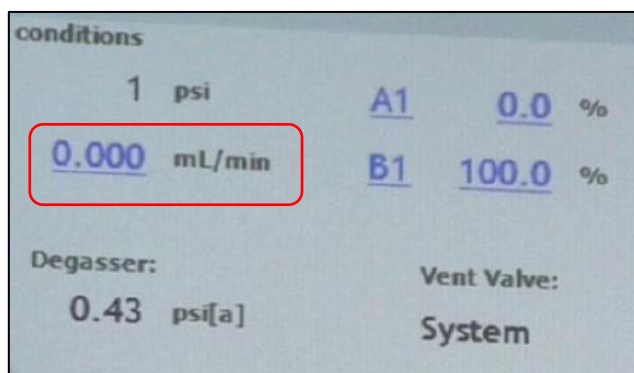 conditions
1 psi
A1 0.0 %
0.000 mL/min
B1 100.0 %
Degasser:
0.43 psi[a]
Vent Valve:
System